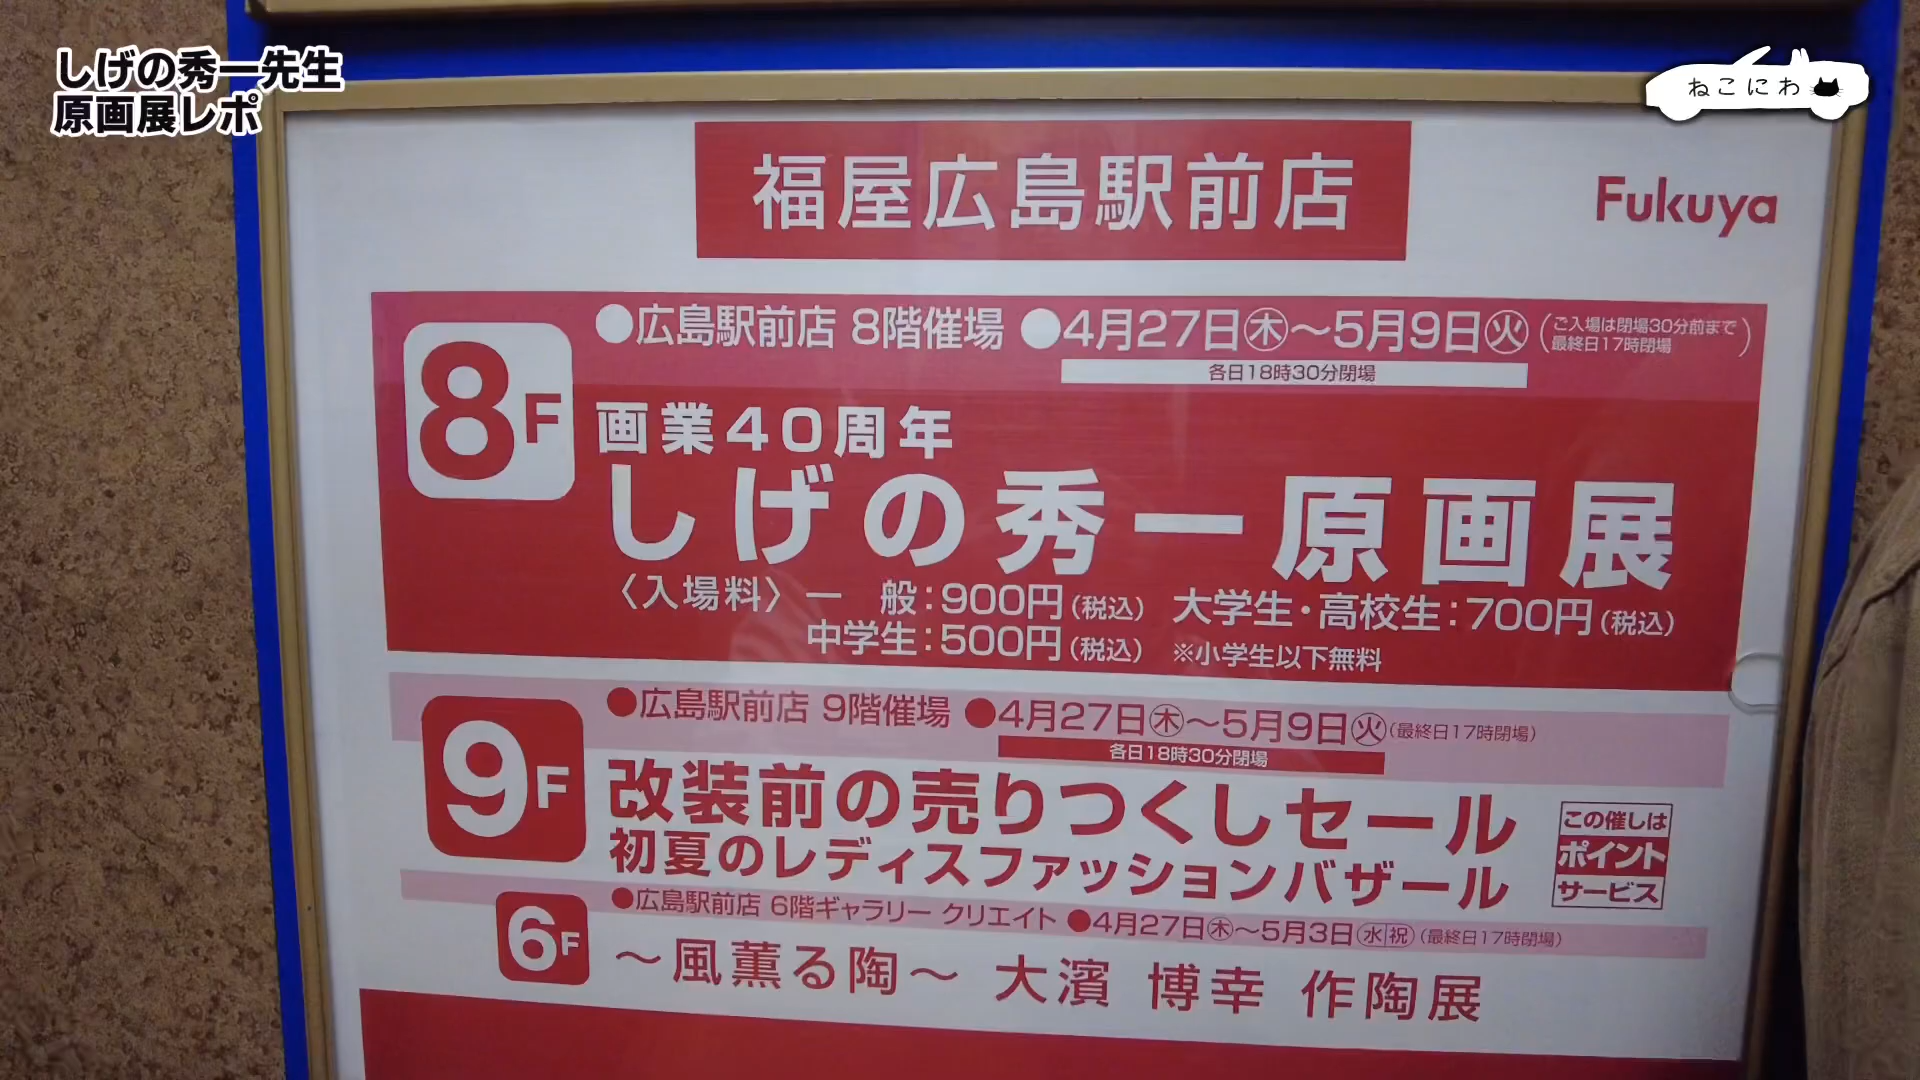 しげの秀一先生
原画展レポ
ねこにわ
福屋広島駅前店
Fukuya
8F
●広島駅前店 8階催場 ●4月27日㊍～5月9日㊋(ご入場は閉場30分前まで
最終日17時閉場)
各日18時30分閉場
画業40周年
しげの秀一原画展
〈入場料〉一 般:900円(税込) 大学生・高校生:700円(税込)
中学生:500円(税込) ※小学生以下無料
9F
●広島駅前店 9階催場 ●4月27日㊍～5月9日㊋(最終日17時閉場)
各日18時30分閉場
改装前の売りつくしセール
初夏のレディスファッションバザール
この催しは
ポイント
サービス
6F
●広島駅前店 6階ギャラリー クリエイト ●4月27日㊍～5月3日(水祝)(最終日17時閉場)
～風薫る陶～ 大濱 博幸 作陶展